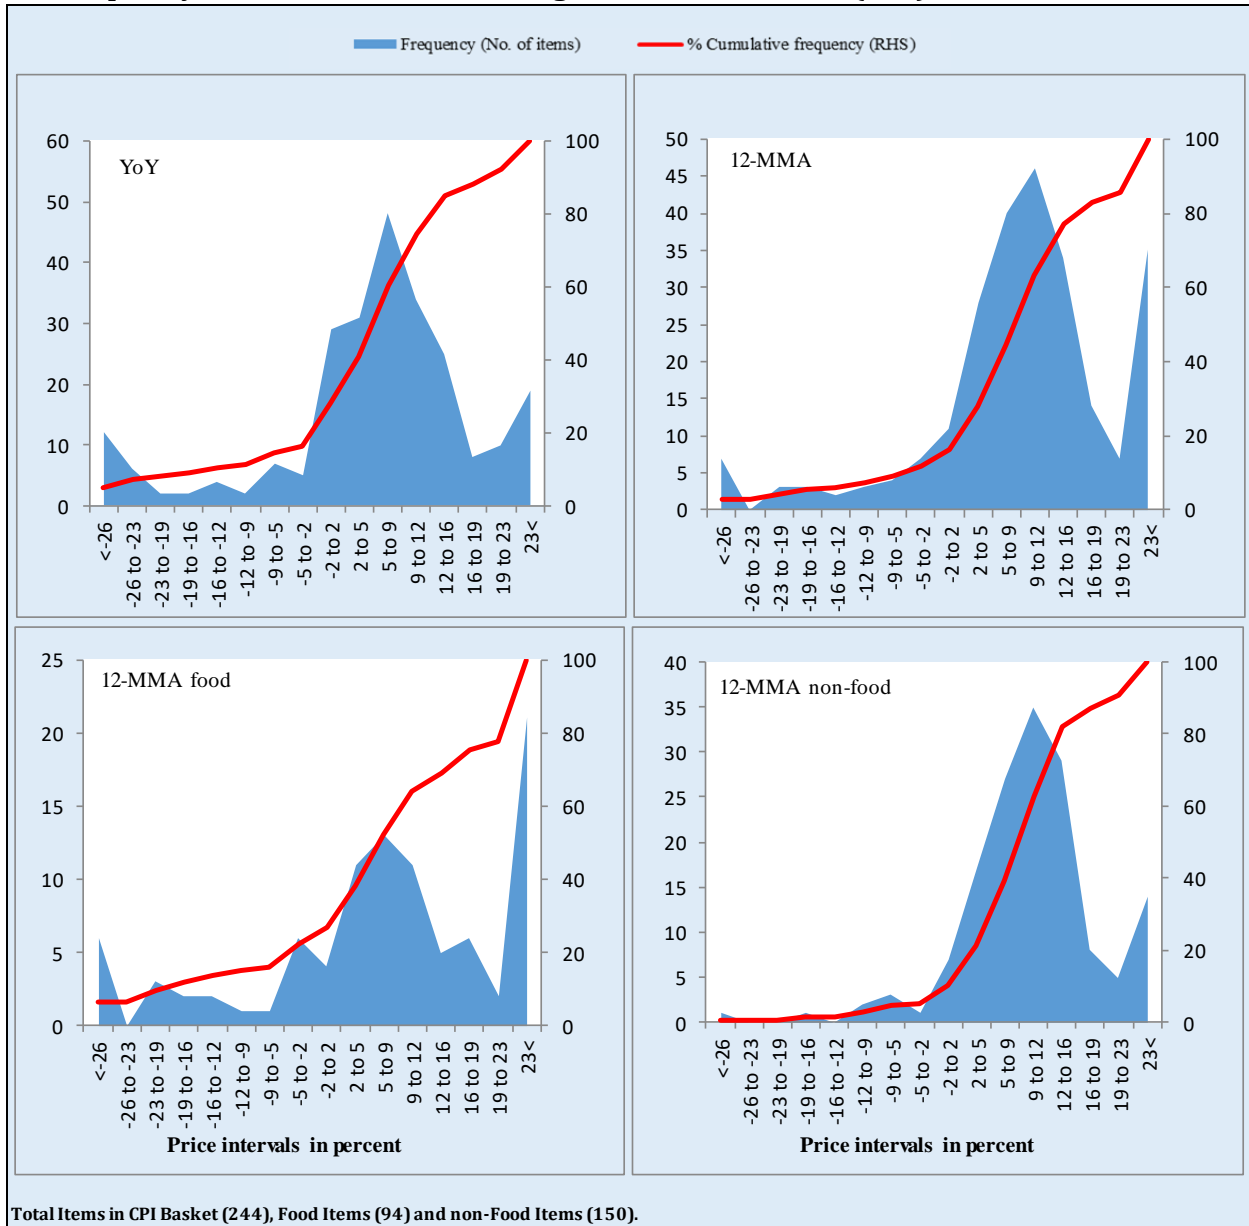 Frequency (No. of items) % Cumulative frequency (RHS)
YoY
60
50
40
30
20
10
0
100
80
60
40
20
0
<-26
-26 to -23
-23 to -19
-19 to -16
-16 to -12
-12 to -9
-9 to -5
-5 to -2
-2 to 2
2 to 5
5 to 9
9 to 12
12 to 16
16 to 19
19 to 23
23<
12-MMA
50
45
40
35
30
25
20
15
10
5
0
100
80
60
40
20
0
<-26
-26 to -23
-23 to -19
-19 to -16
-16 to -12
-12 to -9
-9 to -5
-5 to -2
-2 to 2
2 to 5
5 to 9
9 to 12
12 to 16
16 to 19
19 to 23
23<
12-MMA food
25
20
15
10
5
0
100
80
60
40
20
0
<-26
-26 to -23
-23 to -19
-19 to -16
-16 to -12
-12 to -9
-9 to -5
-5 to -2
-2 to 2
2 to 5
5 to 9
9 to 12
12 to 16
16 to 19
19 to 23
23<
Price intervals in percent
12-MMA non-food
40
35
30
25
20
15
10
5
0
100
80
60
40
20
0
<-26
-26 to -23
-23 to -19
-19 to -16
-16 to -12
-12 to -9
-9 to -5
-5 to -2
-2 to 2
2 to 5
5 to 9
9 to 12
12 to 16
16 to 19
19 to 23
23<
Price intervals in percent
Total Items in CPI Basket (244), Food Items (94) and non-Food Items (150).